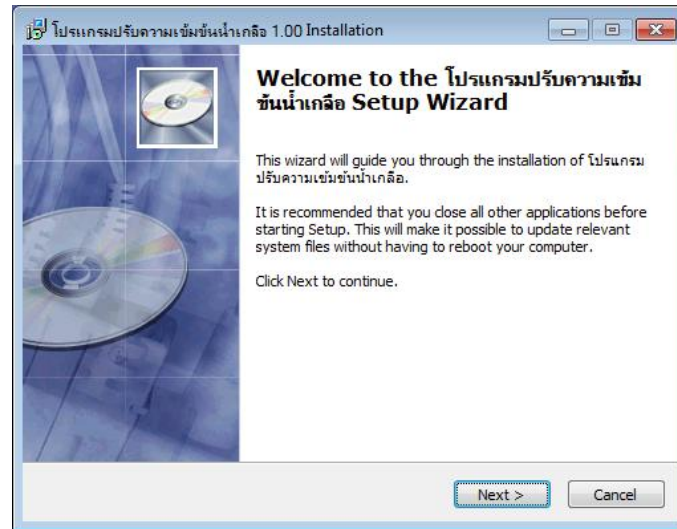 โปรแกรมปรับความเข้มข้นน้ำเกลือ 1.00 Installation
Welcome to the โปรแกรมปรับความเข้ม
ข้นน้ำเกลือ Setup Wizard
This wizard will guide you through the installation of โปรแกรม
ปรับความเข้มข้นน้ำเกลือ.
It is recommended that you close all other applications before
starting Setup. This will make it possible to update relevant
system files without having to reboot your computer.
Click Next to continue.
Next >
Cancel